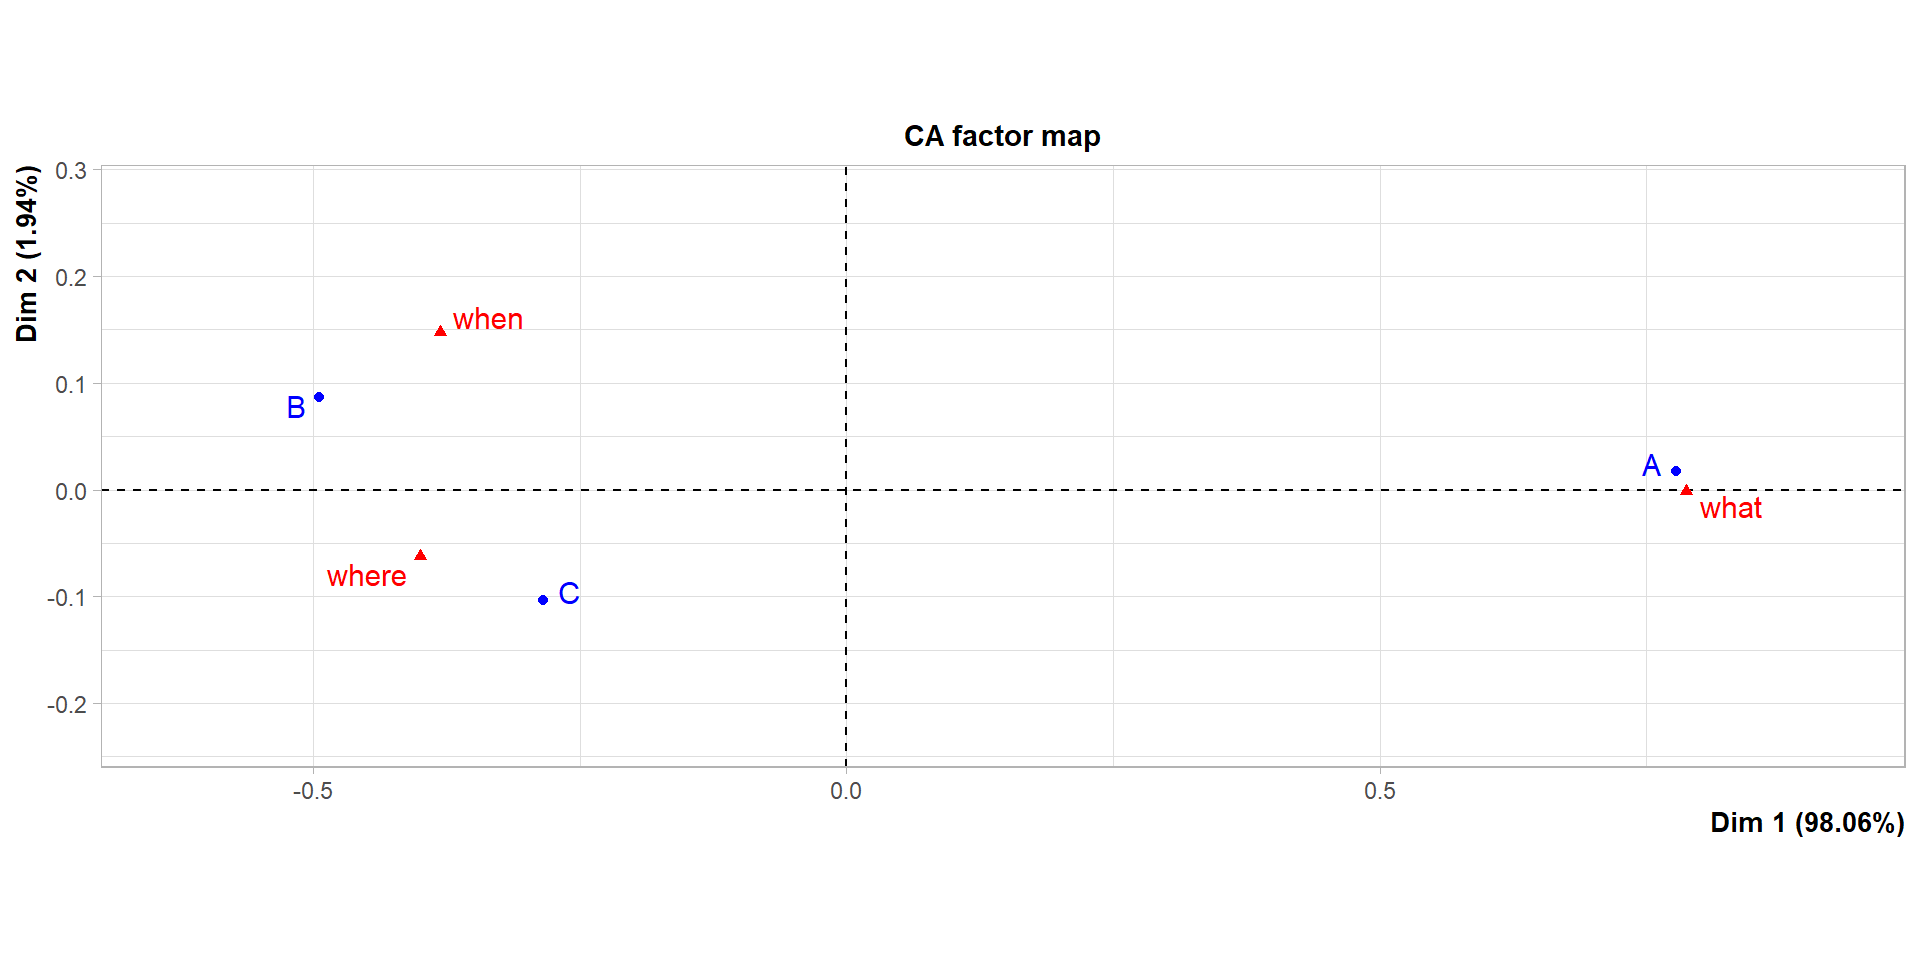 CA factor map
Dim 2 (1.94%)
0.3
0.2
0.1
0.0
-0.1
-0.2
when
B
A
what
where
C
-0.5
0.0
0.5
Dim 1 (98.06%)